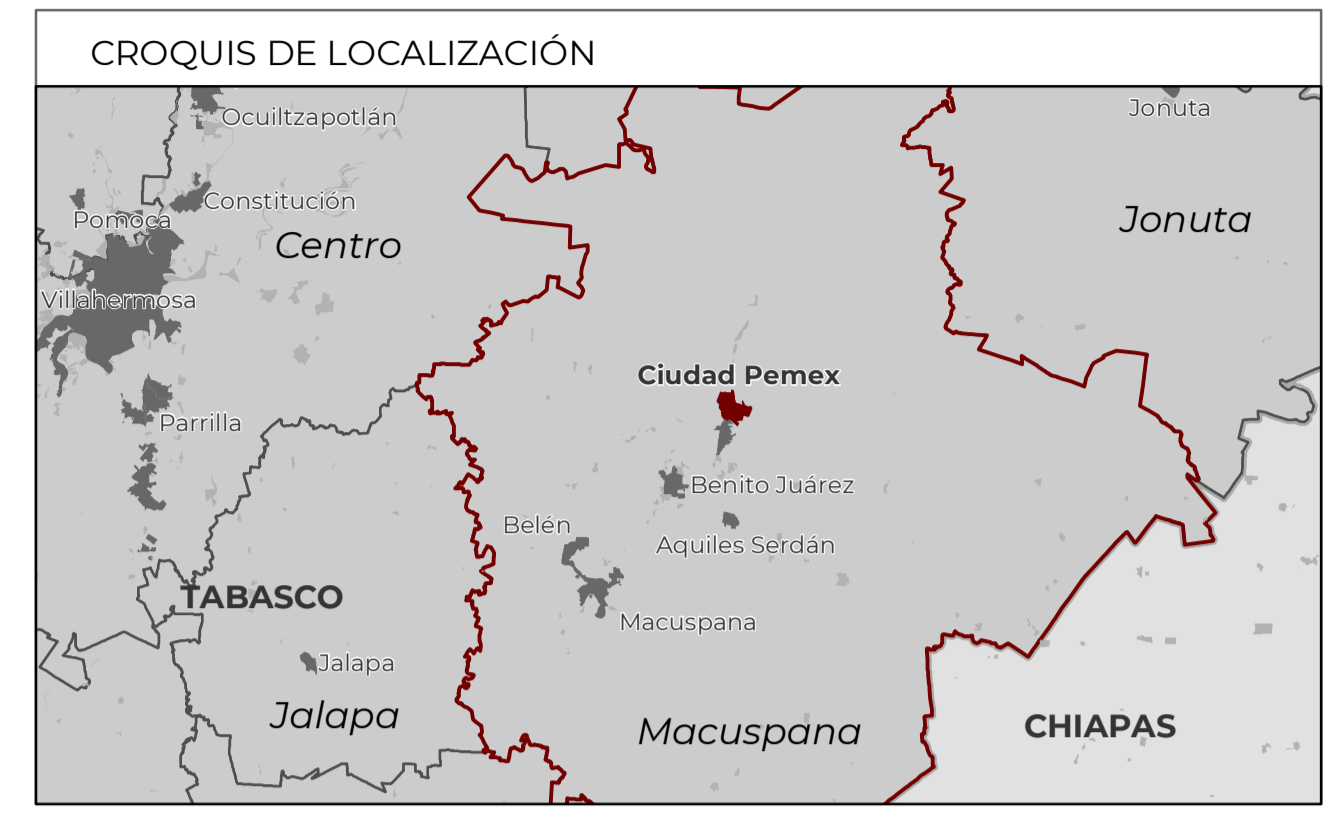 CROQUIS DE LOCALIZACIÓN
Ocuiltzapotlán
Jonuta
Constitución
Pomoca
Jonuta
Centro
Villahermosa
Ciudad Pemex
Parrilla
Benito Juárez
Belén
Aquiles Serdán
TABASCO
Macuspana
Jalapa
Jalapa
Macuspana
CHIAPAS